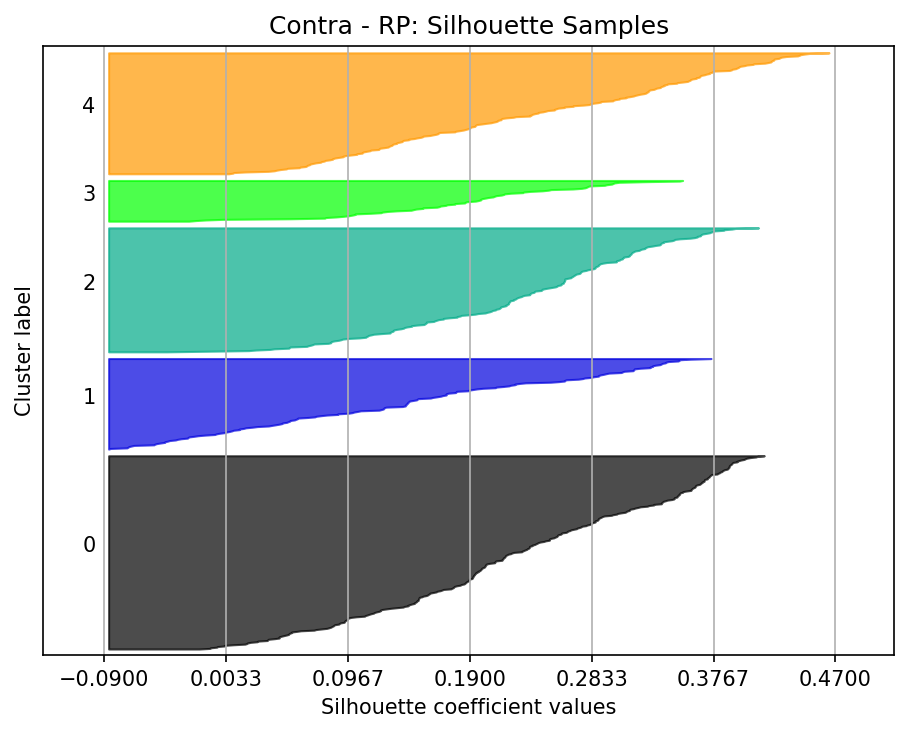 Contra - RP: Silhouette Samples
4
3
2
1
0
Cluster label
−0.0900 0.0033 0.0967 0.1900 0.2833 0.3767 0.4700
Silhouette coefficient values